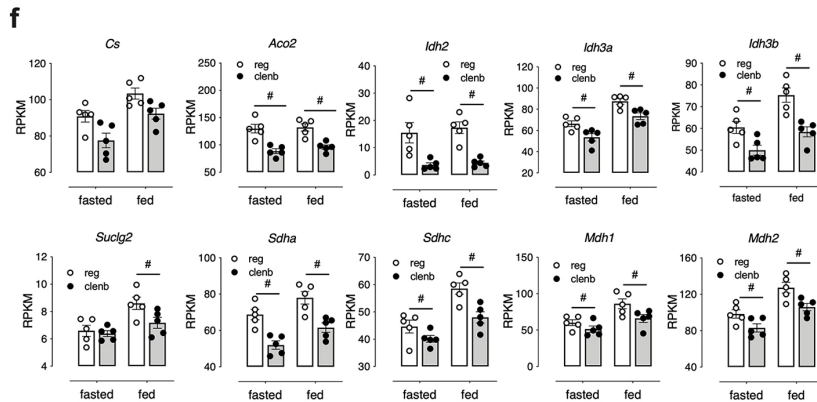 f
Cs
120
100
80
60
RPKM
fasted
fed
Aco2
250
200
150
100
50
RPKM
reg
clenb
#
#
fasted
fed
Idh2
40
30
20
10
0
RPKM
reg
clenb
#
#
fasted
fed
Idh3a
120
100
80
60
40
20
RPKM
reg
clenb
#
#
fasted
fed
Idh3b
90
80
70
60
50
40
RPKM
reg
clenb
#
#
fasted
fed
Suclg2
12
10
8
6
4
RPKM
reg
clenb
#
fasted
fed
Sdha
100
80
60
40
RPKM
reg
clenb
#
#
fasted
fed
Sdhc
70
60
50
40
30
RPKM
reg
clenb
#
#
fasted
fed
Mdh1
150
100
50
0
RPKM
reg
clenb
#
#
fasted
fed
Mdh2
160
120
80
40
RPKM
reg
clenb
#
#
fasted
fed